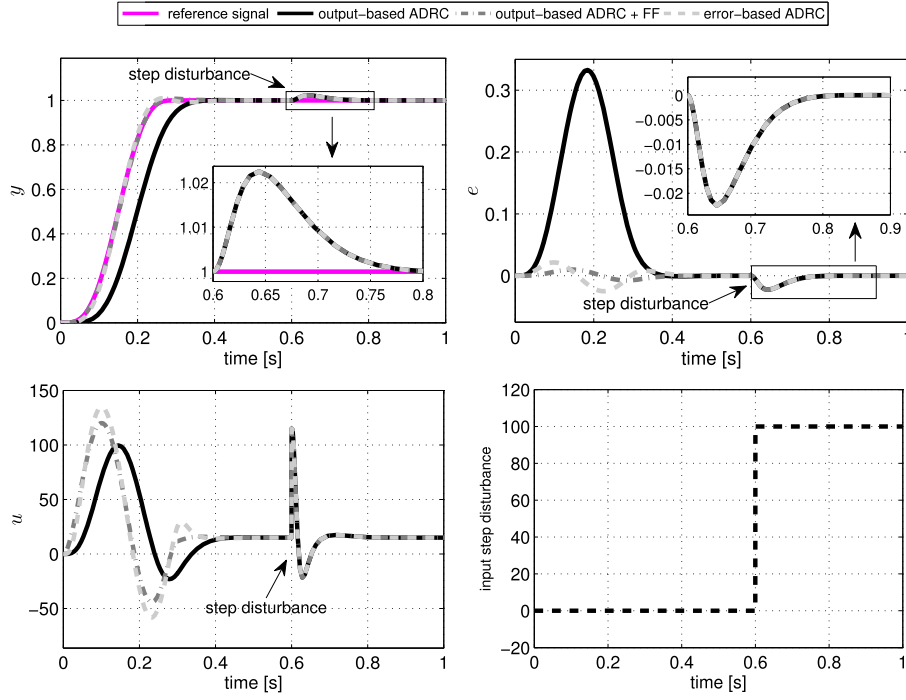 reference signal output−based ADRC output−based ADRC + FF error−based ADRC
step disturbance
y
1
0.8
0.6
0.4
0.2
0
0 0.2 0.4 0.6 0.8 1
time [s]
1.02
1.01
1
0.6 0.65 0.7 0.75 0.8
e
0.3
0.2
0.1
0
0 0.2 0.4 0.6 0.8 1
time [s]
step disturbance
0
−0.005
−0.01
−0.015
−0.02
0.6 0.7 0.8 0.9
u
150
100
50
0
−50
0 0.2 0.4 0.6 0.8 1
time [s]
step disturbance
input step disturbance
120
100
80
60
40
20
0
−20
0 0.2 0.4 0.6 0.8 1
time [s]